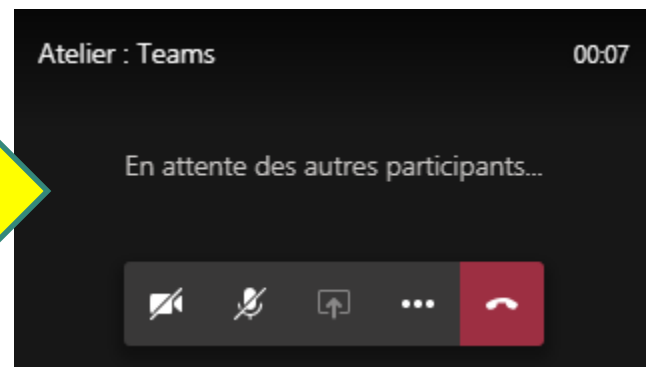 Atelier : Teams 00:07
En attente des autres participants...